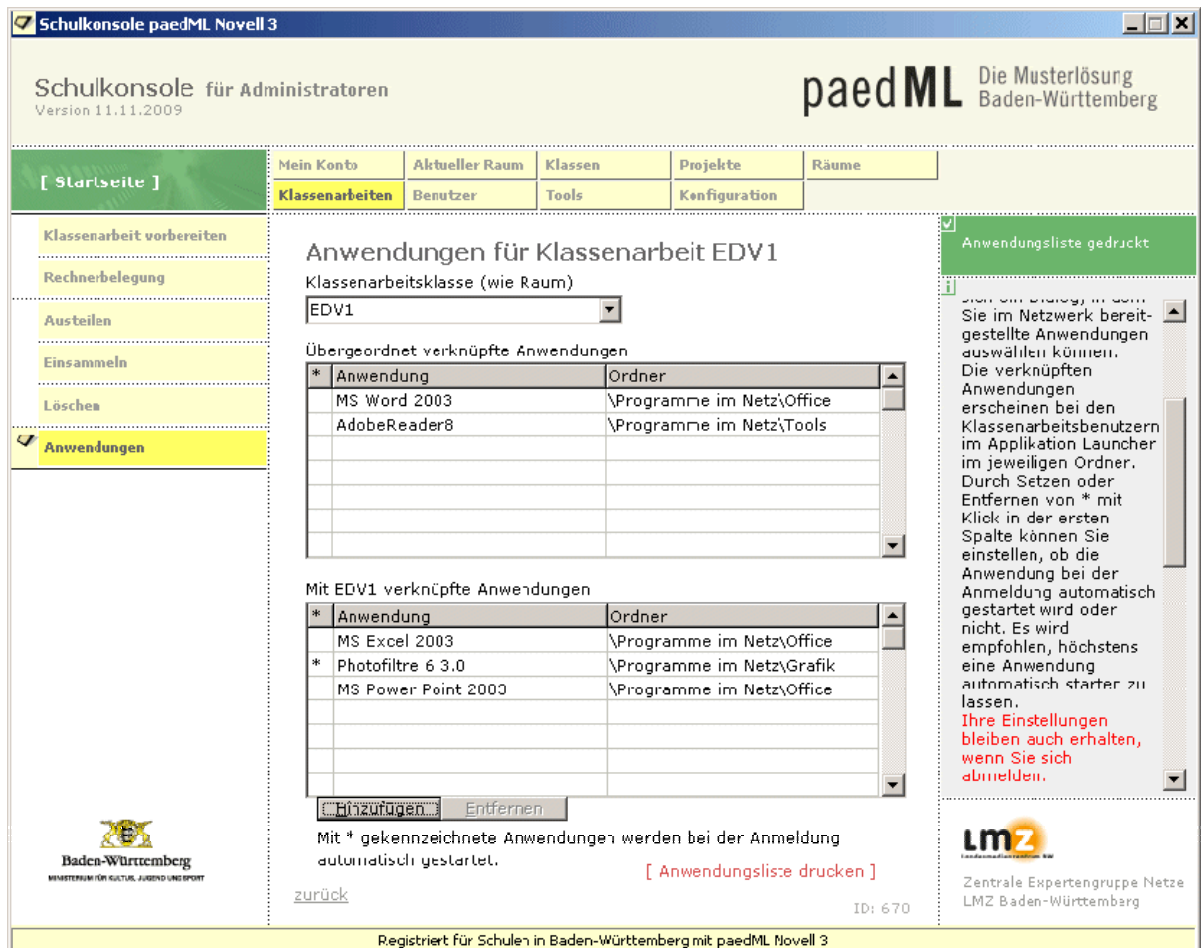 Schulkonsole paedML Novell 3
Schulkonsole für Administratoren
Version 11.11.2009
paedML Die Musterlösung
Baden-Württemberg
[ Startseite ]
Mein Konto Aktueller Raum Klassen Projekte Räume
Klassenarbeiten Benutzer Tools Konfiguration
Klassenarbeit vorbereiten
Rechnerbelegung
Austeilen
Einsammeln
Löschen
Anwendungen
Anwendungen für Klassenarbeit EDV1
Klassenarbeitsklasse (wie Raum)
EDV1
Übergeordnet verknüpfte Anwendungen
* Anwendung Ordner
MS Word 2003 \Programme im Netz\Office
AdobeReader8 \Programme im Netz\Tools
Mit EDV1 verknüpfte Anwendungen
* Anwendung Ordner
MS Excel 2003 \Programme im Netz\Office
* Photofiltre 6 3.0 \Programme im Netz\Grafik
MS Power Point 2003 \Programme im Netz\Office
Hinzufügen Entfernen
Mit * gekennzeichnete Anwendungen werden bei der Anmeldung
automatisch gestartet.
[ Anwendungsliste drucken ]
zurück
ID: 670
Anwendungsliste gedruckt
sich ein Dialog, in dem
Sie im Netzwerk bereit-
gestellte Anwendungen
auswählen können.
Die verknüpften
Anwendungen
erscheinen bei den
Klassenarbeitsbenutzern
im Applikation Launcher
im jeweiligen Ordner.
Durch Setzen oder
Entfernen von * mit
Klick in der ersten
Spalte können Sie
einstellen, ob die
Anwendung bei der
Anmeldung automatisch
gestartet wird oder
nicht. Es wird
empfohlen, höchstens
eine Anwendung
automatisch starten zu
lassen.
Ihre Einstellungen
bleiben auch erhalten,
wenn Sie sich
abmelden.
Baden-Württemberg
MINISTERIUM FÜR KULTUS, JUGEND UND SPORT
LMZ
Landesmedienzentrum BW
Zentrale Expertengruppe Netze
LMZ Baden-Württemberg
Registriert für Schulen in Baden-Württemberg mit paedML Novell 3